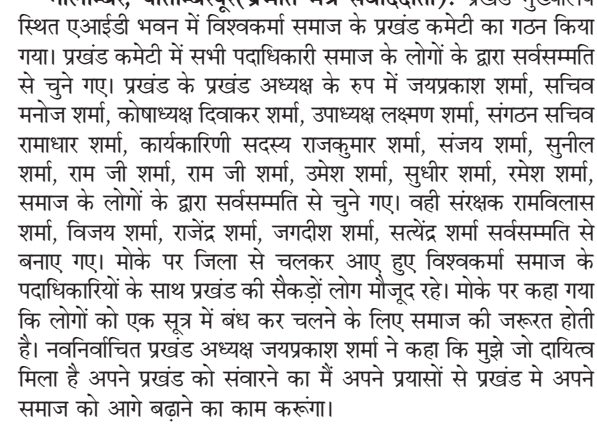 नीलाम्बर, पीताम्बरपुर(प्रभात मंत्र संवाददाता): प्रखंड मुख्यालय
स्थित एआईडी भवन में विश्वकर्मा समाज के प्रखंड कमेटी का गठन किया
गया। प्रखंड कमेटी में सभी पदाधिकारी समाज के लोगों के द्वारा सर्वसम्मति
से चुने गए। प्रखंड के प्रखंड अध्यक्ष के रुप में जयप्रकाश शर्मा, सचिव
मनोज शर्मा, कोषाध्यक्ष दिवाकर शर्मा, उपाध्यक्ष लक्ष्मण शर्मा, संगठन सचिव
रामाधार शर्मा, कार्यकारिणी सदस्य राजकुमार शर्मा, संजय शर्मा, सुनील
शर्मा, राम जी शर्मा, राम जी शर्मा, उमेश शर्मा, सुधीर शर्मा, रमेश शर्मा,
समाज के लोगों के द्वारा सर्वसम्मति से चुने गए। वही संरक्षक रामविलास
शर्मा, विजय शर्मा, राजेंद्र शर्मा, जगदीश शर्मा, सत्येंद्र शर्मा सर्वसम्मति से
बनाए गए। मोके पर जिला से चलकर आए हुए विश्वकर्मा समाज के
पदाधिकारियों के साथ प्रखंड की सैकड़ों लोग मौजूद रहे। मोके पर कहा गया
कि लोगों को एक सूत्र में बंध कर चलने के लिए समाज की जरूरत होती
है। नवनिर्वाचित प्रखंड अध्यक्ष जयप्रकाश शर्मा ने कहा कि मुझे जो दायित्व
मिला है अपने प्रखंड को संवारने का मैं अपने प्रयासों से प्रखंड मे अपने
समाज को आगे बढ़ाने का काम करूंगा।